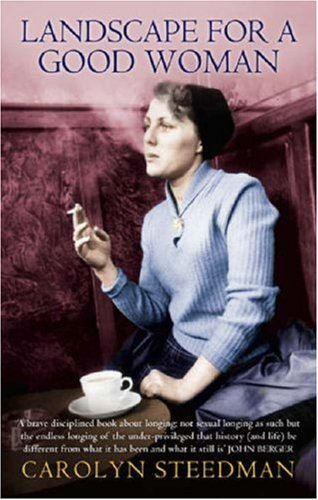 LANDSCAPE FOR A
GOOD WOMAN
'A brave disciplined book about longing: not sexual longing as such but
the endless longing of the under-privileged that history (and life) be
different from what it has been and what it still is' JOHN BERGER
CAROLYN STEEDMAN